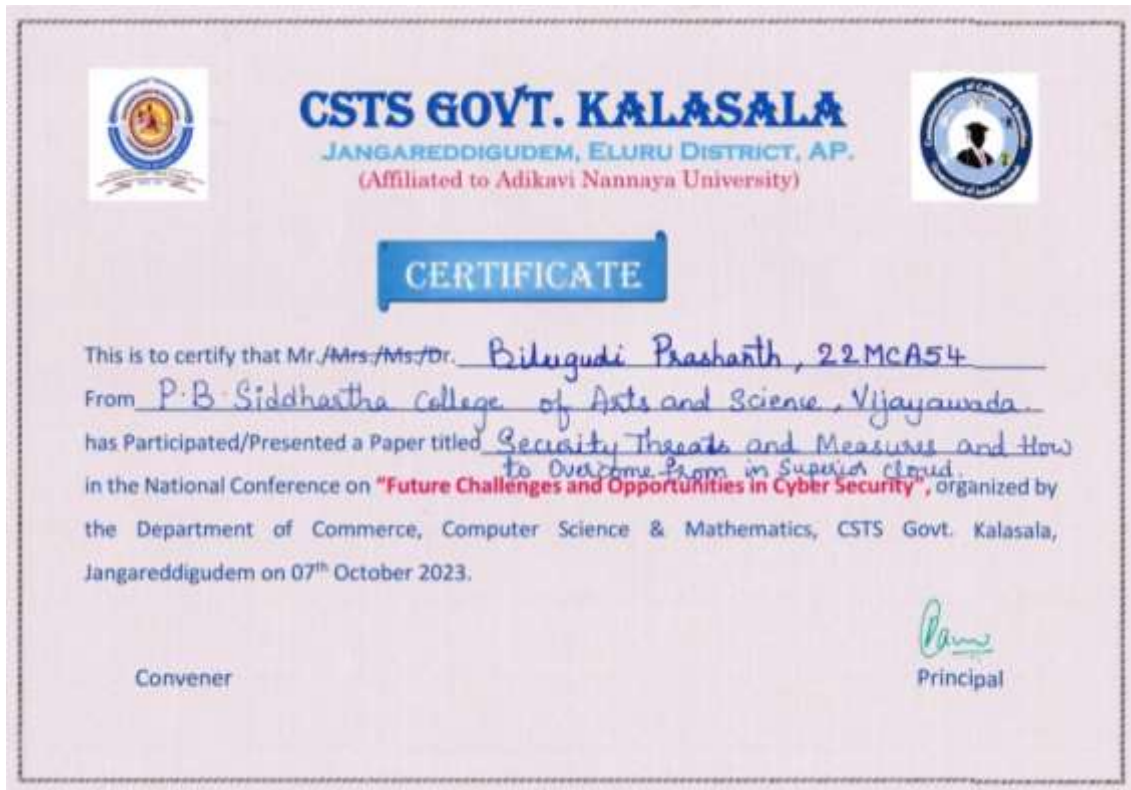 CSTS GOVT. KALASALA
JANGAREDDIGUDEM, ELURU DISTRICT, AP.
(Affiliated to Adikavi Nannaya University)
CERTIFICATE
This is to certify that Mr./Mrs./Ms./Dr. Bilugudi Prashanth, 22MCA54
From P.B. Siddhartha College of Arts and Science, Vijayawada.
has Participated/Presented a Paper titled Security Threats and Measures and How
to Overcome from in Superior cloud.
in the National Conference on "Future Challenges and Opportunities in Cyber Security", organized by
the Department of Commerce, Computer Science & Mathematics, CSTS Govt. Kalasala,
Jangareddigudem on 07th October 2023.
Convener
Principal